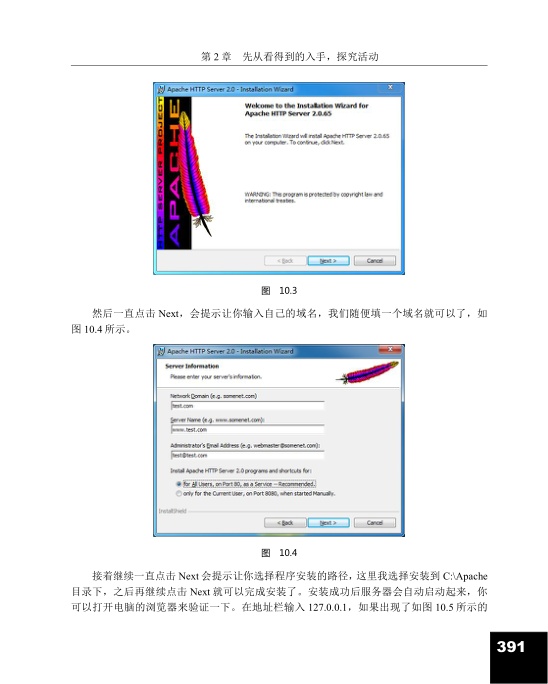 第 2 章 先从看得到的入手，探究活动
Apache HTTP Server 2.0 - Installation Wizard
Welcome to the Installation Wizard for
Apache HTTP Server 2.0.65
The Installation Wizard will install Apache HTTP Server 2.0.65
on your computer. To continue, click Next.
WARNING: This program is protected by copyright law and
international treaties.
HTTP SERVER PROJECT
APACHE
< Back
Next >
Cancel
图 10.3
然后一直点击 Next，会提示让你输入自己的域名，我们随便填一个域名就可以了，如
图 10.4 所示。
Apache HTTP Server 2.0 - Installation Wizard
Server Information
Please enter your server's information.
Network Domain (e.g. somenet.com)
test.com
Server Name (e.g. www.somenet.com):
www.test.com
Administrator's Email Address (e.g. webmaster@somenet.com):
test@test.com
Install Apache HTTP Server 2.0 programs and shortcuts for:
for All Users, on Port 80, as a Service -- Recommended.
only for the Current User, on Port 8080, when started Manually.
InstallShield
< Back
Next >
Cancel
图 10.4
接着继续一直点击 Next 会提示让你选择程序安装的路径，这里我选择安装到 C:\Apache
目录下，之后再继续点击 Next 就可以完成安装了。安装成功后服务器会自动启动起来，你
可以打开电脑的浏览器来验证一下。在地址栏输入 127.0.0.1，如果出现了如图 10.5 所示的
391